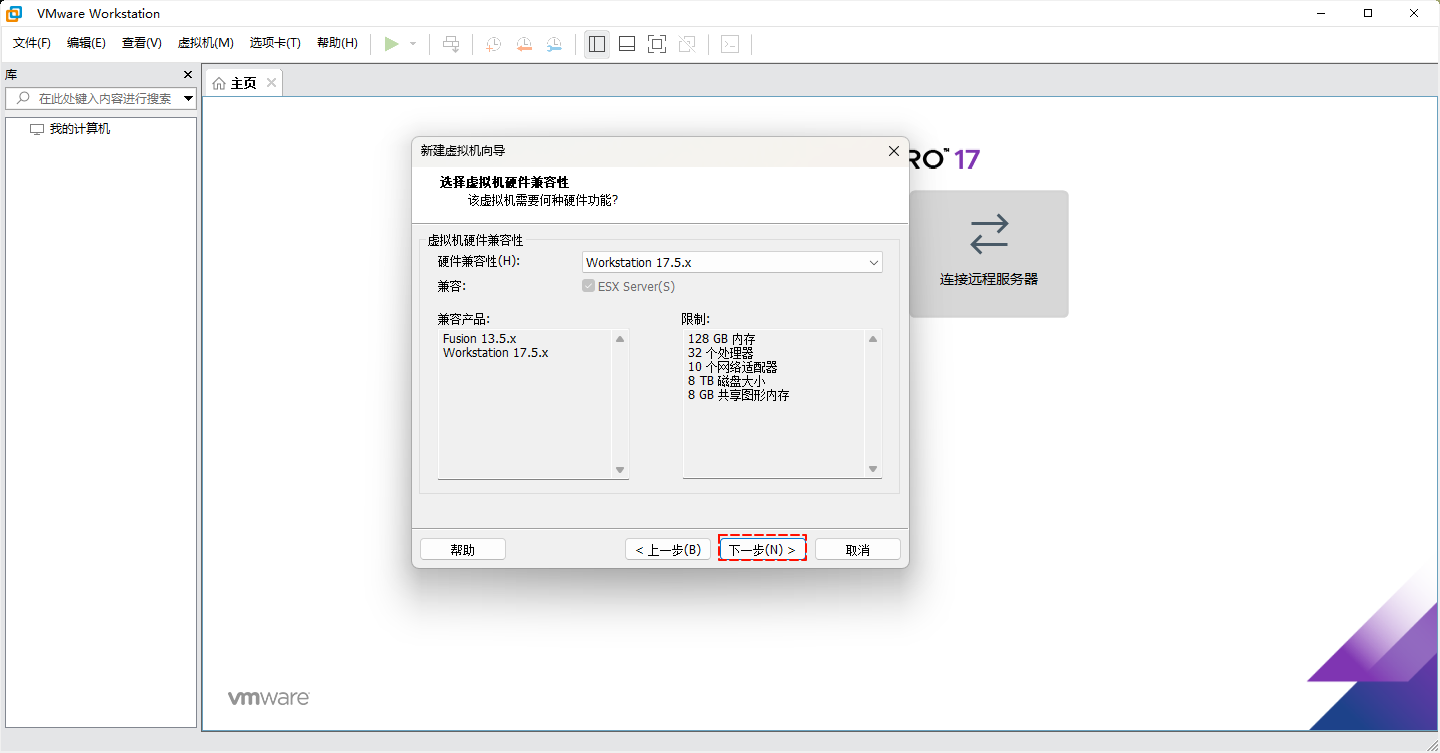 VMware Workstation
文件(F) 编辑(E) 查看(V) 虚拟机(M) 选项卡(T) 帮助(H)
库
在此处键入内容进行搜索
我的计算机
主页
RO™ 17
连接远程服务器
新建虚拟机向导
选择虚拟机硬件兼容性
该虚拟机需要何种硬件功能?
虚拟机硬件兼容性
硬件兼容性(H): Workstation 17.5.x
兼容: ESX Server(S)
兼容产品:
Fusion 13.5.x
Workstation 17.5.x
限制:
128 GB 内存
32 个处理器
10 个网络适配器
8 TB 磁盘大小
8 GB 共享图形内存
帮助 < 上一步(B) 下一步(N) > 取消
vmware